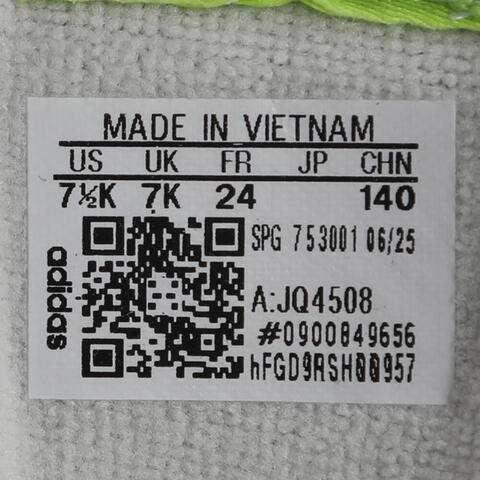 MADE IN VIETNAM
US UK FR JP CHN
7½K 7K 24 140
adidas
SPG 753001 06/25
A:JQ4508
#0900849656
hFGD9RSH00957